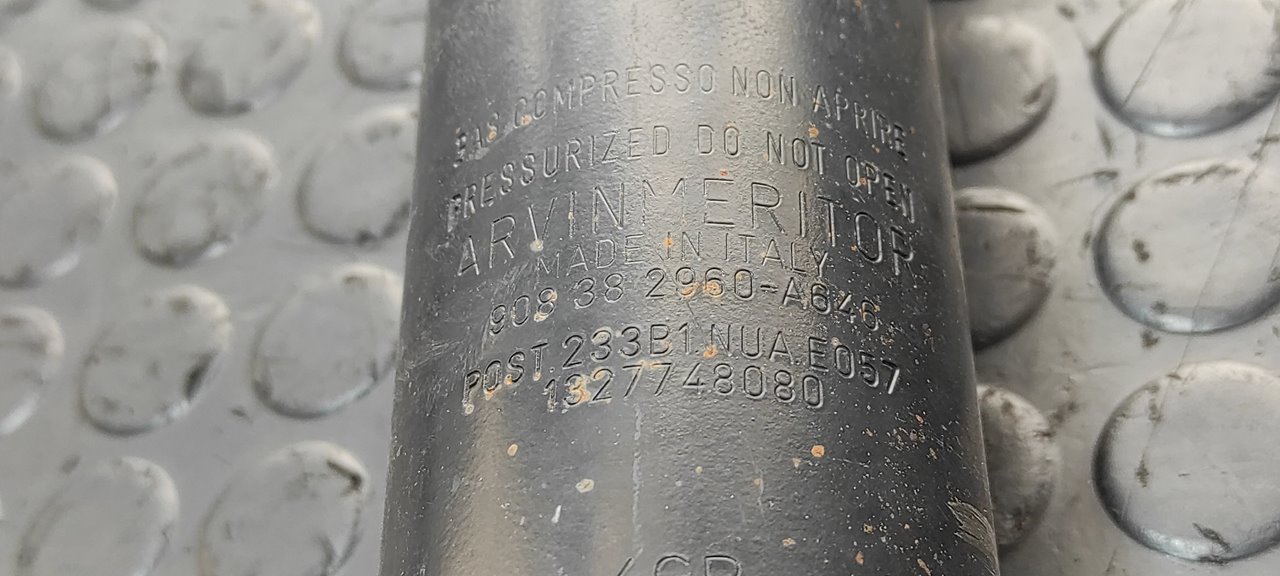 GAS COMPRESSO NON APRIRE
PRESSURIZED DO NOT OPEN
ARVINMERITOR
MADE IN ITALY
908 38 2960-A646
POST.233B1.NUA.E057
1327748080